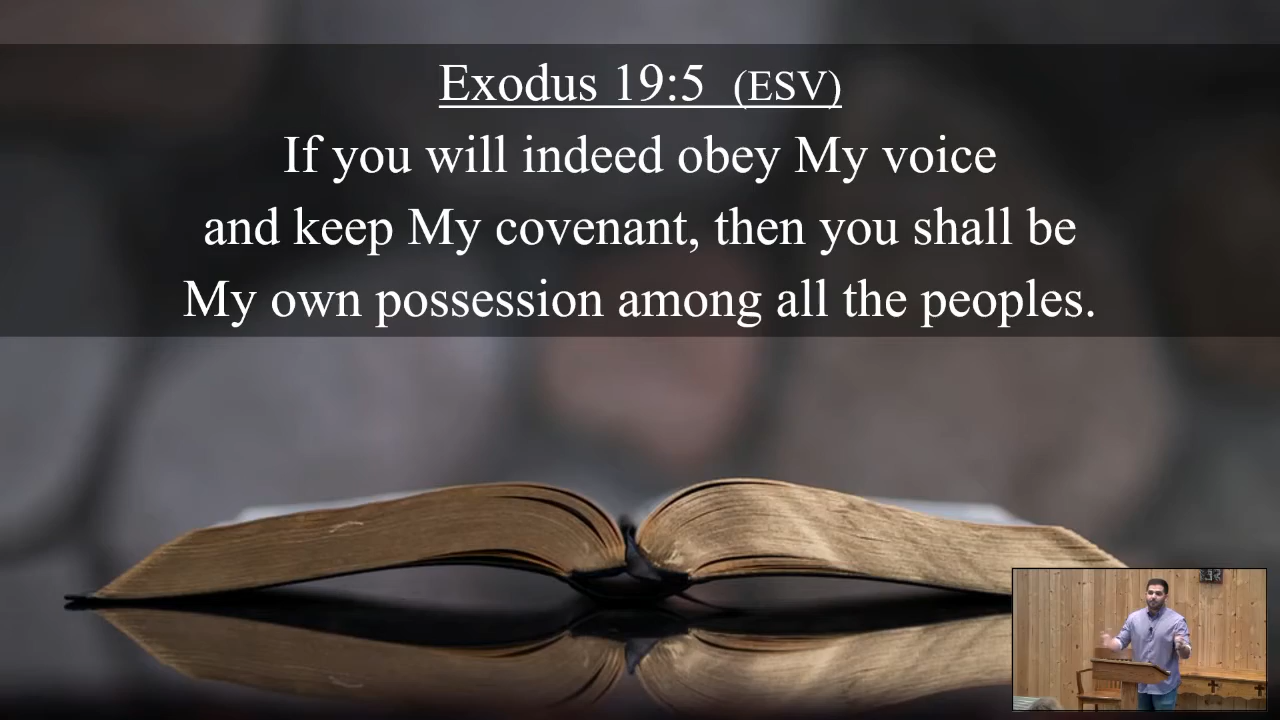 Exodus 19:5 (ESV)
If you will indeed obey My voice
and keep My covenant, then you shall be
My own possession among all the peoples.